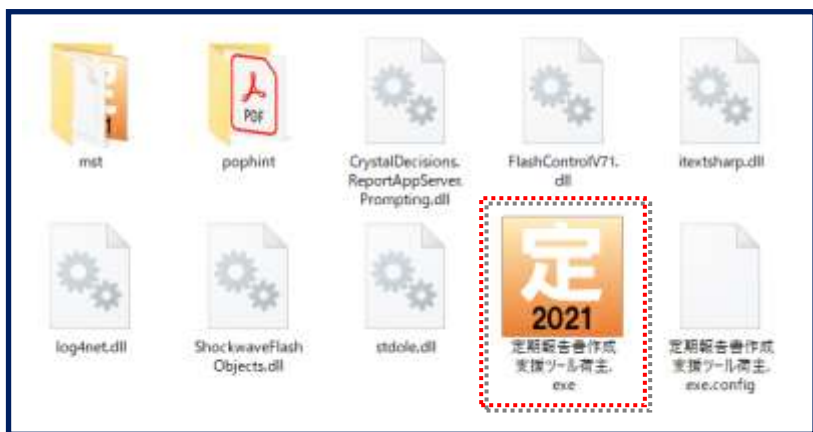 mst
PDF
pophint
CrystalDecisions.
ReportAppServer.
Prompting.dll
FlashControlV71.
dll
itextsharp.dll
log4net.dll
ShockwaveFlash
Objects.dll
stdole.dll
定
2021
定期報告書作成
支援ツール荷主.
exe
定期報告書作成
支援ツール荷主.
exe.config